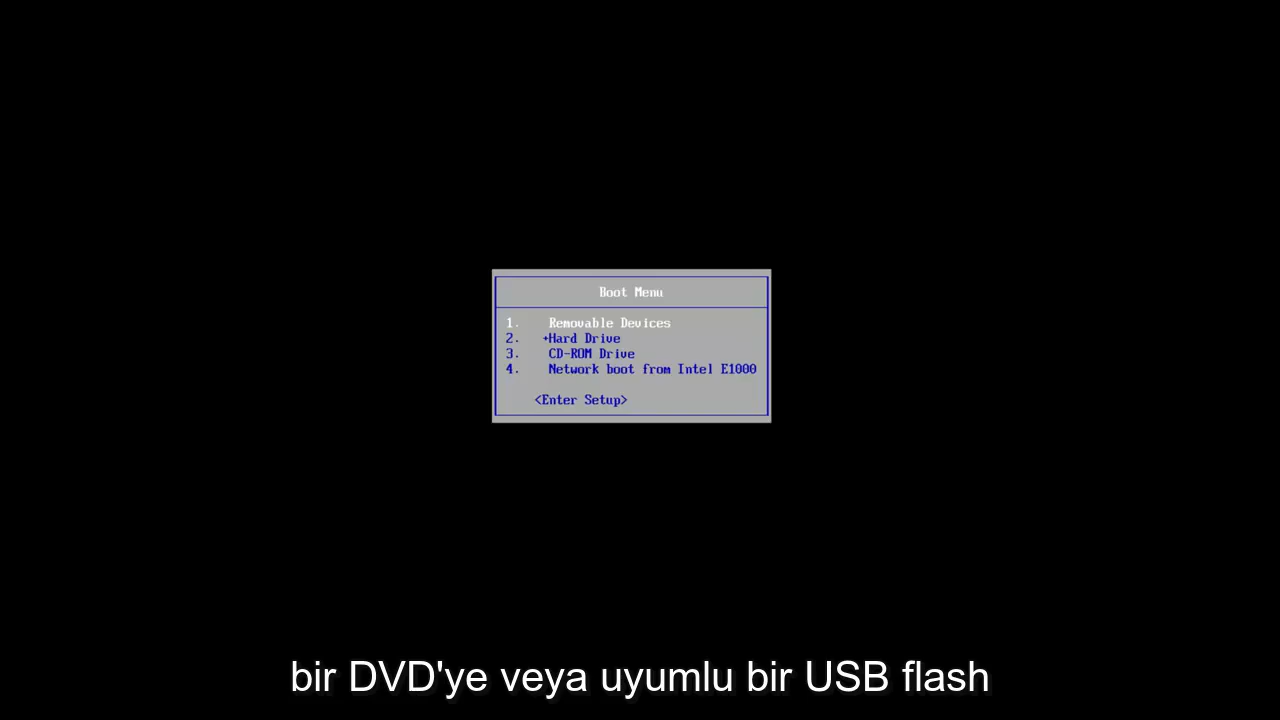 Boot Menu
1. Removable Devices
2. +Hard Drive
3. CD-ROM Drive
4. Network boot from Intel E1000
<Enter Setup>
bir DVD'ye veya uyumlu bir USB flash